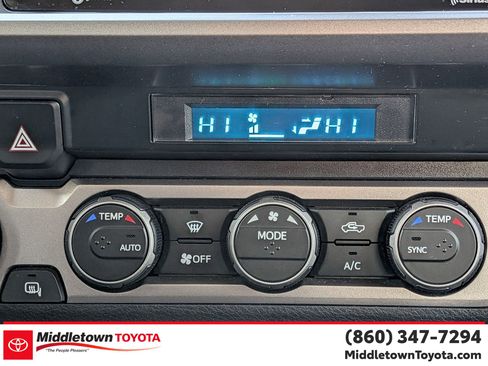 HI HI
TEMP
AUTO
OFF
MODE
A/C
TEMP
SYNC
Middletown TOYOTA
"The People Pleasers"
(860) 347-7294
MiddletownToyota.com